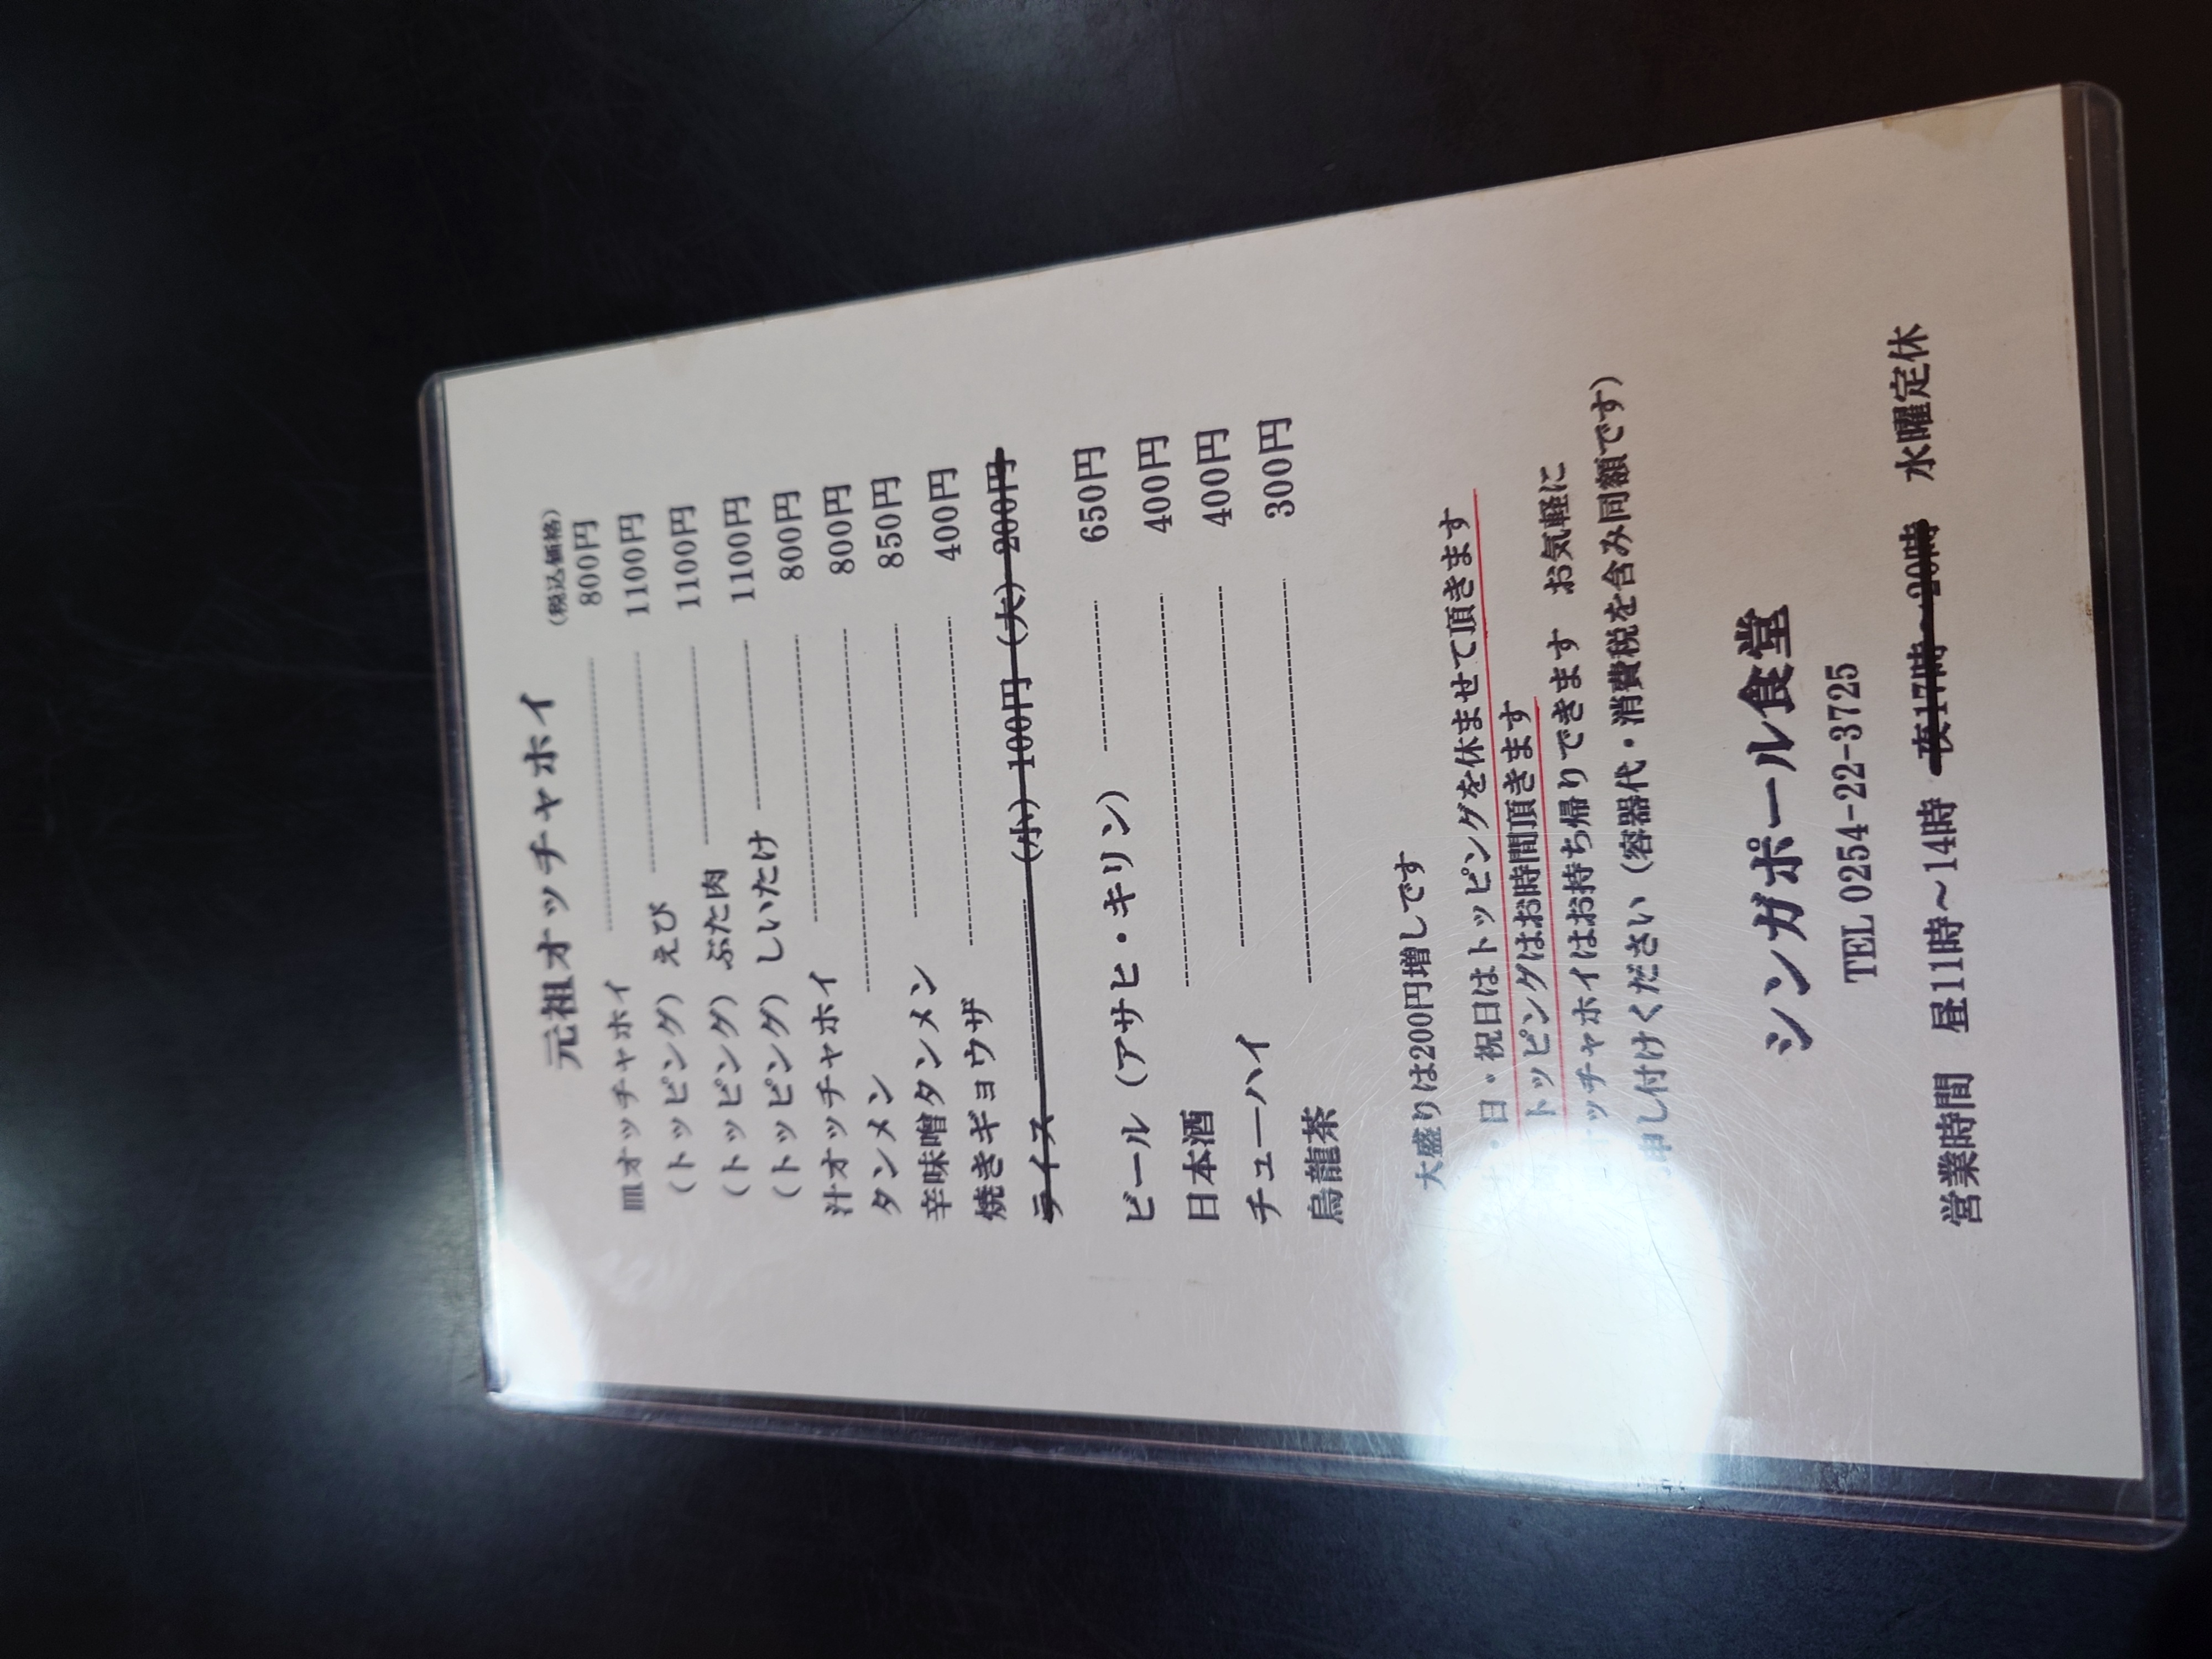 元祖オッチャホイ
(税込価格)
皿オッチャホイ 800円
(トッピング) えび 1100円
(トッピング) ぶた肉 1100円
(トッピング) しいたけ 1100円
汁オッチャホイ 800円
タンメン 800円
辛味噌タンメン 850円
焼きギョウザ 400円
ライス (小) 100円 (大) 200円
ビール (アサヒ・キリン) 650円
日本酒 400円
チューハイ 400円
烏龍茶 300円
大盛りは200円増しです
・日・祝日はトッピングを休ませて頂きます
トッピングはお時間頂きます
ッチャホイはお持ち帰りできます お気軽に
申し付けください (容器代・消費税を含み同額です)
シンガポール食堂
TEL 0254-22-3725
営業時間 昼11時~14時 夜17時~20時 水曜定休